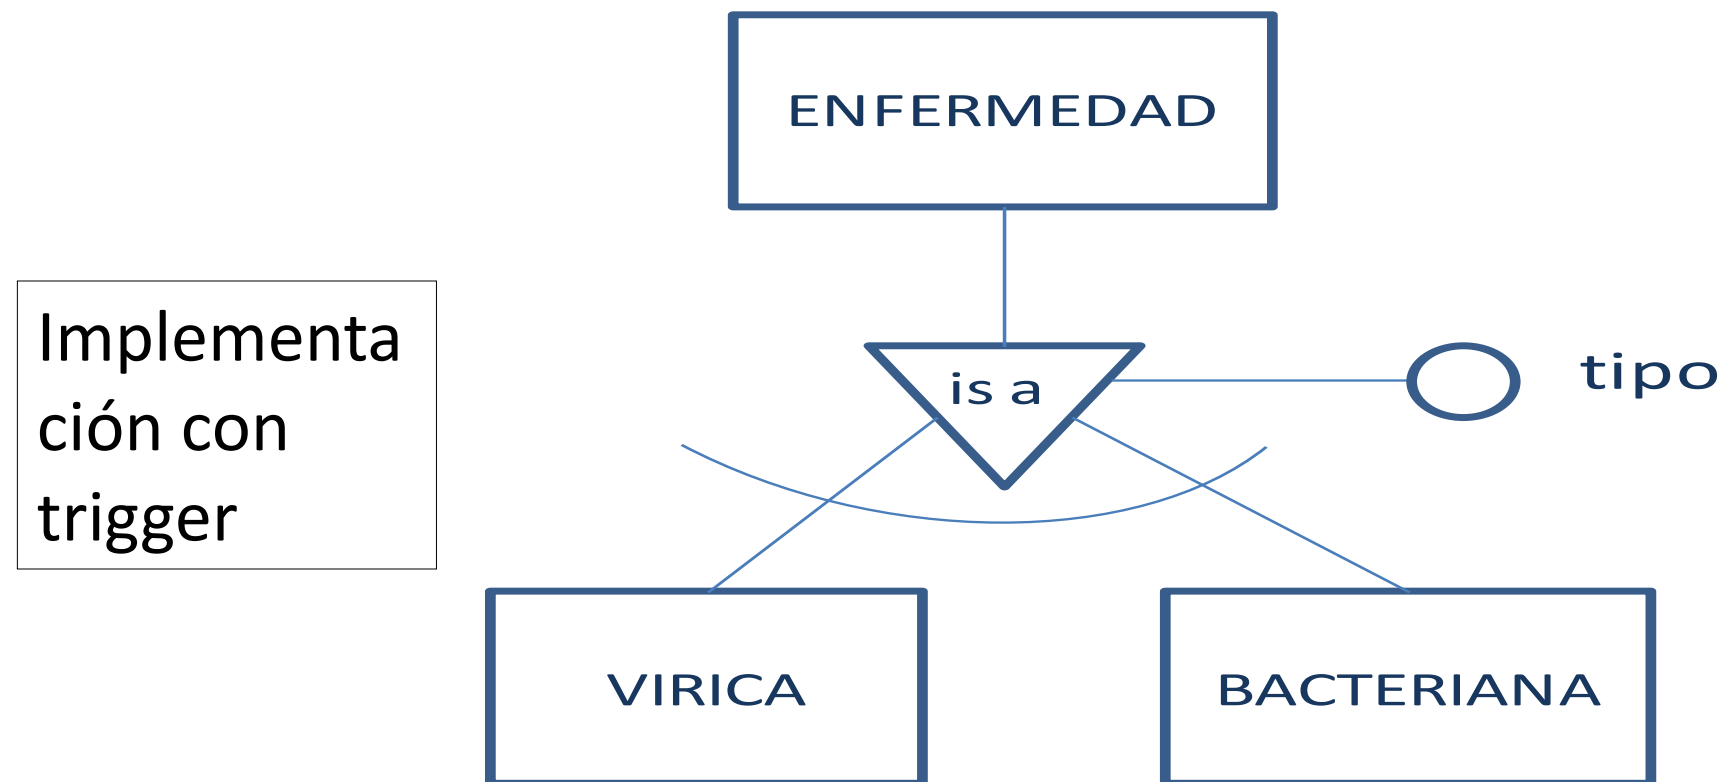 ENFERMEDAD
Implementa
ción con
trigger
is a
tipo
VIRICA
BACTERIANA